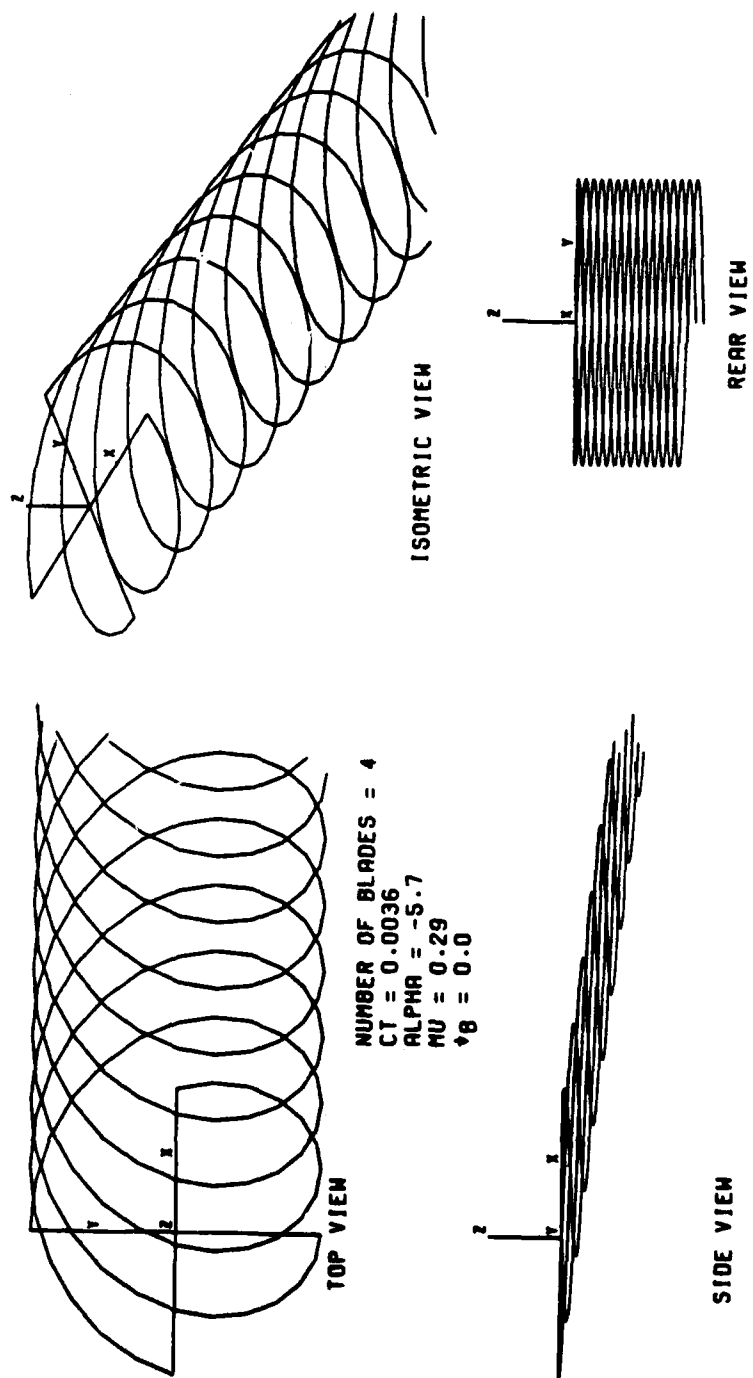 Y
Z
X
TOP VIEW
NUMBER OF BLADES = 4
CT = 0.0036
ALPHA = -5.7
MU = 0.29
ΨB = 0.0
Z
Y
X
ISOMETRIC VIEW
Z
Y
X
SIDE VIEW
Z
X
Y
REAR VIEW